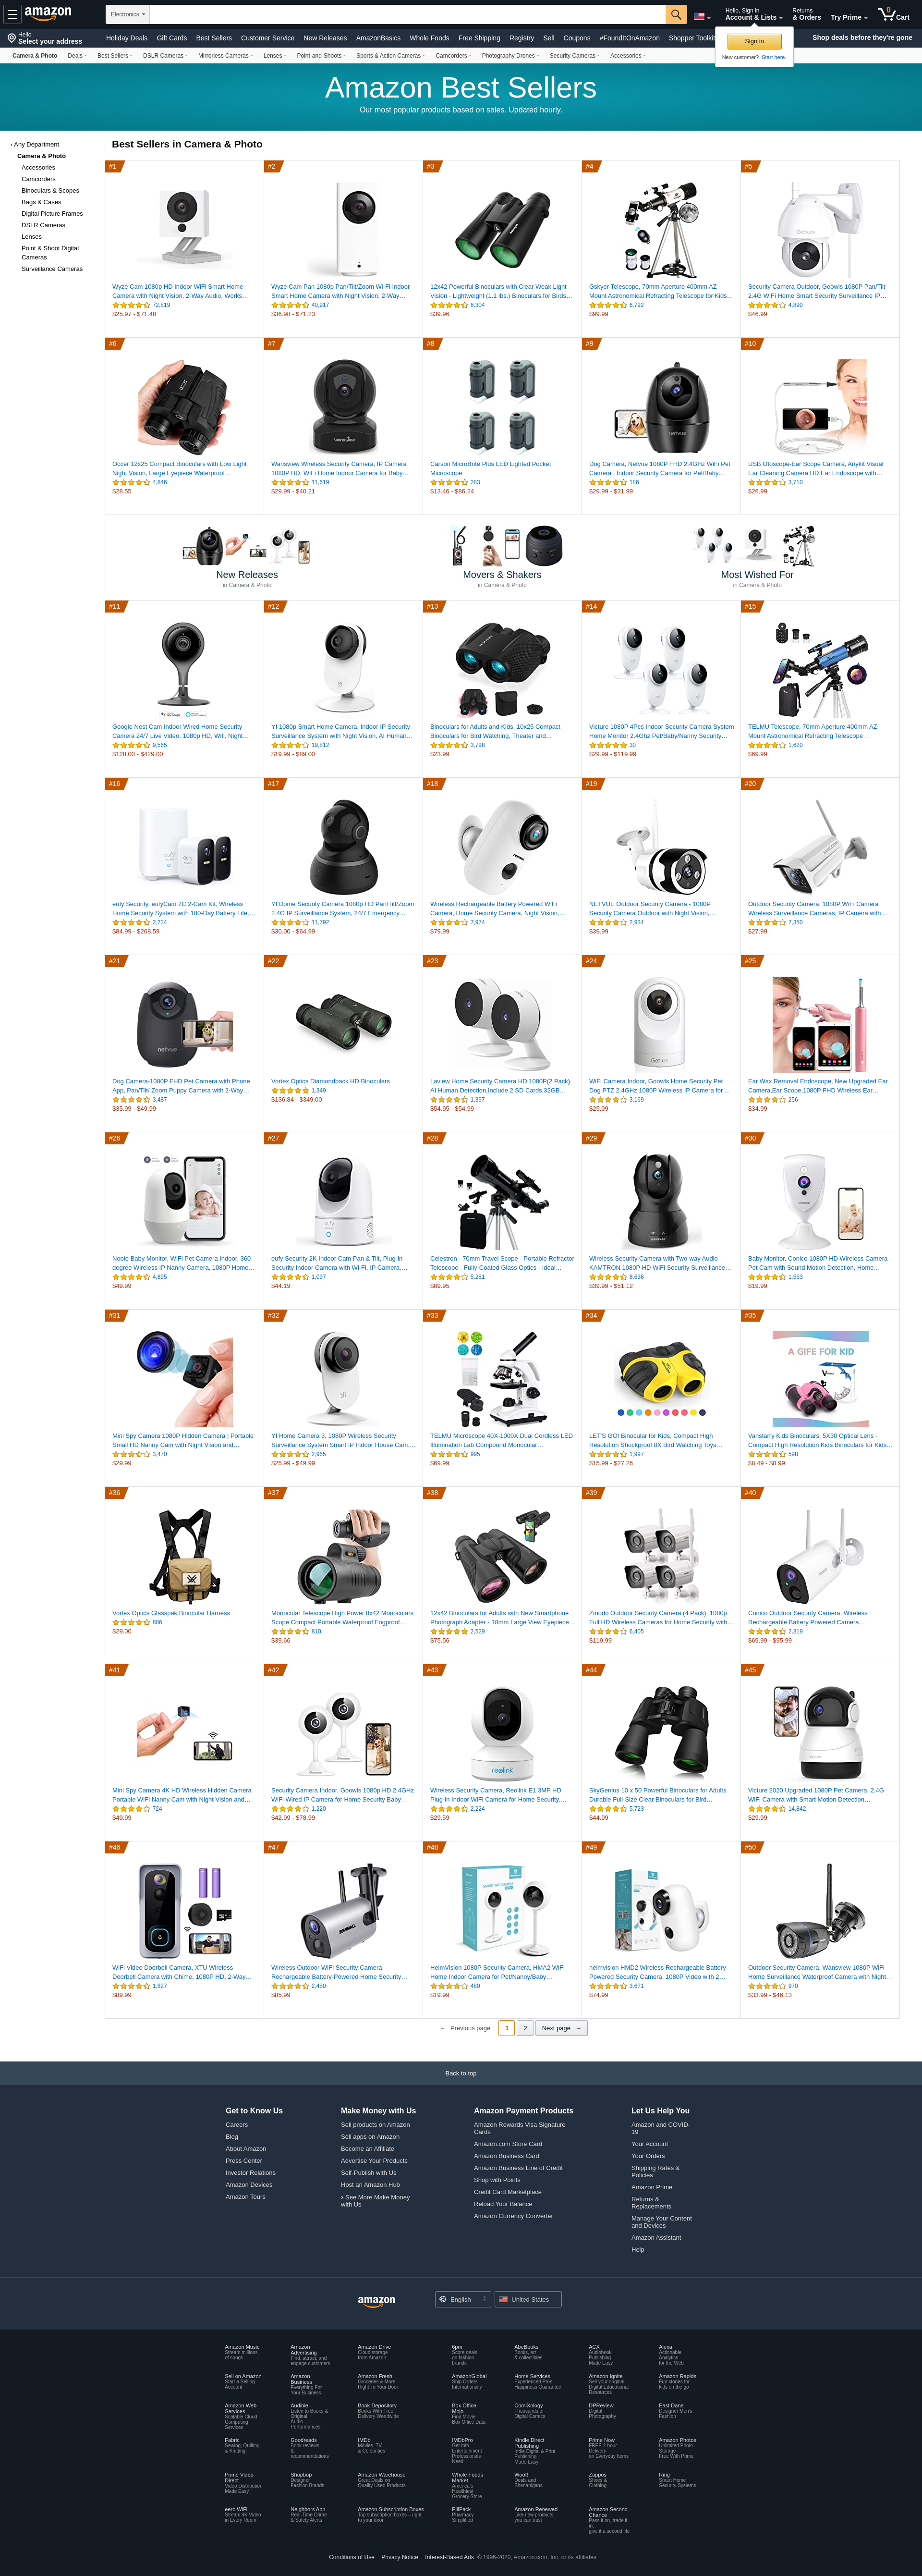 amazon
Electronics
Hello, Sign in
Account & Lists
Returns
& Orders
Try Prime
0
Cart
Hello
Select your address
Holiday Deals
Gift Cards
Best Sellers
Customer Service
New Releases
AmazonBasics
Whole Foods
Free Shipping
Registry
Sell
Coupons
#FoundItOnAmazon
Shopper Toolkit
Shop deals before they're gone
Sign in
New customer? Start here.
Camera & Photo
Deals
Best Sellers
DSLR Cameras
Mirrorless Cameras
Lenses
Point-and-Shoots
Sports & Action Cameras
Camcorders
Photography Drones
Security Cameras
Accessories
Amazon Best Sellers
Our most popular products based on sales. Updated hourly.
‹ Any Department
Camera & Photo
Accessories
Camcorders
Binoculars & Scopes
Bags & Cases
Digital Picture Frames
DSLR Cameras
Lenses
Point & Shoot Digital
Cameras
Surveillance Cameras
Best Sellers in Camera & Photo
#1
Wyze Cam 1080p HD Indoor WiFi Smart Home
Camera with Night Vision, 2-Way Audio, Works…
72,819
$25.97 - $71.48
#2
Wyze Cam Pan 1080p Pan/Tilt/Zoom Wi-Fi Indoor
Smart Home Camera with Night Vision, 2-Way…
40,917
$36.98 - $71.23
#3
12x42 Powerful Binoculars with Clear Weak Light
Vision - Lightweight (1.1 lbs.) Binoculars for Birds…
6,304
$39.96
#4
Gskyer Telescope, 70mm Aperture 400mm AZ
Mount Astronomical Refracting Telescope for Kids…
6,792
$99.99
#5
Security Camera Outdoor, Goowls 1080P Pan/Tilt
2.4G WiFi Home Smart Security Surveillance IP…
4,890
$46.99
#6
Occer 12x25 Compact Binoculars with Low Light
Night Vision, Large Eyepiece Waterproof…
4,846
$28.55
#7
Wansview Wireless Security Camera, IP Camera
1080P HD, WiFi Home Indoor Camera for Baby…
11,619
$29.99 - $40.21
#8
Carson MicroBrite Plus LED Lighted Pocket
Microscope
283
$13.46 - $86.24
#9
netvue
Dog Camera, Netvue 1080P FHD 2.4GHz WiFi Pet
Camera , Indoor Security Camera for Pet/Baby…
186
$29.99 - $31.99
#10
USB Otoscope-Ear Scope Camera, Anykit Visual
Ear Cleaning Camera HD Ear Endoscope with…
3,710
$26.99
New Releases
in Camera & Photo
Movers & Shakers
in Camera & Photo
Most Wished For
in Camera & Photo
#11
Google Nest Cam Indoor Wired Home Security
Camera 24/7 Live Video, 1080p HD, Wifi, Night…
9,565
$128.00 - $429.00
#12
YI 1080p Smart Home Camera, Indoor IP Security
Surveillance System with Night Vision, AI Human…
19,812
$19.99 - $89.00
#13
Binoculars for Adults and Kids, 10x25 Compact
Binoculars for Bird Watching, Theater and…
3,798
$23.99
#14
Victure 1080P 4Pcs Indoor Security Camera System
Home Monitor 2.4Ghz Pet/Baby/Nanny Security…
30
$29.99 - $119.99
#15
TELMU Telescope, 70mm Aperture 400mm AZ
Mount Astronomical Refracting Telescope…
1,620
$69.99
#16
eufy
eufy Security, eufyCam 2C 2-Cam Kit, Wireless
Home Security System with 180-Day Battery Life,…
2,724
$84.99 - $268.59
#17
YI Dome Security Camera 1080p HD Pan/Tilt/Zoom
2.4G IP Surveillance System, 24/7 Emergency…
11,792
$30.00 - $64.99
#18
Wireless Rechargeable Battery Powered WiFi
Camera, Home Security Camera, Night Vision,…
7,974
$79.99
#19
NETVUE Outdoor Security Camera - 1080P
Security Camera Outdoor with Night Vision,…
2,934
$39.99
#20
Outdoor Security Camera, 1080P WiFi Camera
Wireless Surveillance Cameras, IP Camera with…
7,350
$27.99
#21
netvue
Dog Camera-1080P FHD Pet Camera with Phone
App, Pan/Tilt/ Zoom Puppy Camera with 2-Way…
3,487
$35.99 - $49.99
#22
Vortex Optics Diamondback HD Binoculars
1,349
$136.84 - $349.00
#23
Laview Home Security Camera HD 1080P(2 Pack)
AI Human Detection,Include 2 SD Cards,32GB…
1,397
$54.95 - $54.99
#24
WiFi Camera Indoor, Goowls Home Security Pet
Dog PTZ 2.4GHz 1080P Wireless IP Camera for…
3,169
$25.99
#25
Ear Wax Removal Endoscope, New Upgraded Ear
Camera,Ear Scope,1080P FHD Wireless Ear…
256
$34.99
#26
Nooie Baby Monitor, WiFi Pet Camera Indoor, 360-
degree Wireless IP Nanny Camera, 1080P Home…
4,895
$49.99
#27
eufy Security 2K Indoor Cam Pan & Tilt, Plug-in
Security Indoor Camera with Wi-Fi, IP Camera,…
1,097
$44.19
#28
Celestron - 70mm Travel Scope - Portable Refractor
Telescope - Fully-Coated Glass Optics - Ideal…
5,281
$89.95
#29
Wireless Security Camera with Two-way Audio -
KAMTRON 1080P HD WiFi Security Surveillance…
8,636
$39.99 - $51.12
#30
Baby Monitor, Conico 1080P HD Wireless Camera
Pet Cam with Sound Motion Detection, Home…
1,563
$19.99
#31
Mini Spy Camera 1080P Hidden Camera | Portable
Small HD Nanny Cam with Night Vision and…
3,470
$29.99
#32
YI Home Camera 3, 1080P Wireless Security
Surveillance System Smart IP Indoor House Cam,…
2,965
$25.99 - $49.99
#33
TELMU Microscope 40X-1000X Dual Cordless LED
Illumination Lab Compound Monocular…
995
$69.99
#34
LET'S GO! Binocular for Kids, Compact High
Resolution Shockproof 8X Bird Watching Toys…
1,997
$15.99 - $27.26
#35
A GIFE FOR KID
Vanstarry Kids Binoculars, 5X30 Optical Lens -
Compact High Resolution Kids Binoculars for Kids…
598
$8.49 - $8.99
#36
Vortex Optics Glasspak Binocular Harness
806
$29.00
#37
Monocular Telescope High Power 8x42 Monoculars
Scope Compact Portable Waterproof Fogproof…
810
$39.66
#38
12x42 Binoculars for Adults with New Smartphone
Photograph Adapter - 18mm Large View Eyepiece…
2,529
$75.56
#39
Zmodo Outdoor Security Camera (4 Pack), 1080p
Full HD Wireless Cameras for Home Security with…
6,405
$119.99
#40
Conico Outdoor Security Camera, Wireless
Rechargeable Battery Powered Camera…
2,319
$69.99 - $95.99
#41
Mini Spy Camera 4K HD Wireless Hidden Camera
Portable WiFi Nanny Cam with Night Vision and…
724
$49.99
#42
Security Camera Indoor, Goowls 1080p HD 2.4GHz
WiFi Wired IP Camera for Home Security Baby…
1,220
$42.99 - $78.99
#43
reolink
Wireless Security Camera, Reolink E1 3MP HD
Plug-in Indoor WiFi Camera for Home Security,…
2,224
$29.59
#44
SkyGenius 10 x 50 Powerful Binoculars for Adults
Durable Full-Size Clear Binoculars for Bird…
5,723
$44.99
#45
Victure 2020 Upgraded 1080P Pet Camera, 2.4G
WiFi Camera with Smart Motion Detection…
14,842
$29.99
#46
WiFi Video Doorbell Camera, XTU Wireless
Doorbell Camera with Chime, 1080P HD, 2-Way…
1,827
$89.99
#47
Wireless Outdoor WiFi Security Camera,
Rechargeable Battery-Powered Home Security…
2,450
$85.99
#48
HeimVision 1080P Security Camera, HMA2 WiFi
Home Indoor Camera for Pet/Nanny/Baby…
480
$19.99
#49
heimvision HMD2 Wireless Rechargeable Battery-
Powered Security Camera, 1080P Video with 2…
3,671
$74.99
#50
Outdoor Security Camera, Wansview 1080P WiFi
Home Surveillance Waterproof Camera with Night…
970
$33.99 - $46.13
← Previous page
1
2
Next page →
Back to top
Get to Know Us
Careers
Blog
About Amazon
Press Center
Investor Relations
Amazon Devices
Amazon Tours
Make Money with Us
Sell products on Amazon
Sell apps on Amazon
Become an Affiliate
Advertise Your Products
Self-Publish with Us
Host an Amazon Hub
› See More Make Money
with Us
Amazon Payment Products
Amazon Rewards Visa Signature
Cards
Amazon.com Store Card
Amazon Business Card
Amazon Business Line of Credit
Shop with Points
Credit Card Marketplace
Reload Your Balance
Amazon Currency Converter
Let Us Help You
Amazon and COVID-
19
Your Account
Your Orders
Shipping Rates &
Policies
Amazon Prime
Returns &
Replacements
Manage Your Content
and Devices
Amazon Assistant
Help
amazon
English
United States
Amazon Music
Stream millions
of songs
Amazon
Advertising
Find, attract, and
engage customers
Amazon Drive
Cloud storage
from Amazon
6pm
Score deals
on fashion
brands
AbeBooks
Books, art
& collectibles
ACX
Audiobook
Publishing
Made Easy
Alexa
Actionable
Analytics
for the Web
Sell on Amazon
Start a Selling
Account
Amazon
Business
Everything For
Your Business
Amazon Fresh
Groceries & More
Right To Your Door
AmazonGlobal
Ship Orders
Internationally
Home Services
Experienced Pros
Happiness Guarantee
Amazon Ignite
Sell your original
Digital Educational
Resources
Amazon Rapids
Fun stories for
kids on the go
Amazon Web
Services
Scalable Cloud
Computing
Services
Audible
Listen to Books &
Original
Audio
Performances
Book Depository
Books With Free
Delivery Worldwide
Box Office
Mojo
Find Movie
Box Office Data
ComiXology
Thousands of
Digital Comics
DPReview
Digital
Photography
East Dane
Designer Men's
Fashion
Fabric
Sewing, Quilting
& Knitting
Goodreads
Book reviews
&
recommendations
IMDb
Movies, TV
& Celebrities
IMDbPro
Get Info
Entertainment
Professionals
Need
Kindle Direct
Publishing
Indie Digital & Print
Publishing
Made Easy
Prime Now
FREE 2-hour
Delivery
on Everyday Items
Amazon Photos
Unlimited Photo
Storage
Free With Prime
Prime Video
Direct
Video Distribution
Made Easy
Shopbop
Designer
Fashion Brands
Amazon Warehouse
Great Deals on
Quality Used Products
Whole Foods
Market
America's
Healthiest
Grocery Store
Woot!
Deals and
Shenanigans
Zappos
Shoes &
Clothing
Ring
Smart Home
Security Systems
eero WiFi
Stream 4K Video
in Every Room
Neighbors App
Real-Time Crime
& Safety Alerts
Amazon Subscription Boxes
Top subscription boxes – right
to your door
PillPack
Pharmacy
Simplified
Amazon Renewed
Like-new products
you can trust
Amazon Second
Chance
Pass it on, trade it
in,
give it a second life
Conditions of Use
Privacy Notice
Interest-Based Ads
© 1996-2020, Amazon.com, Inc. or its affiliates